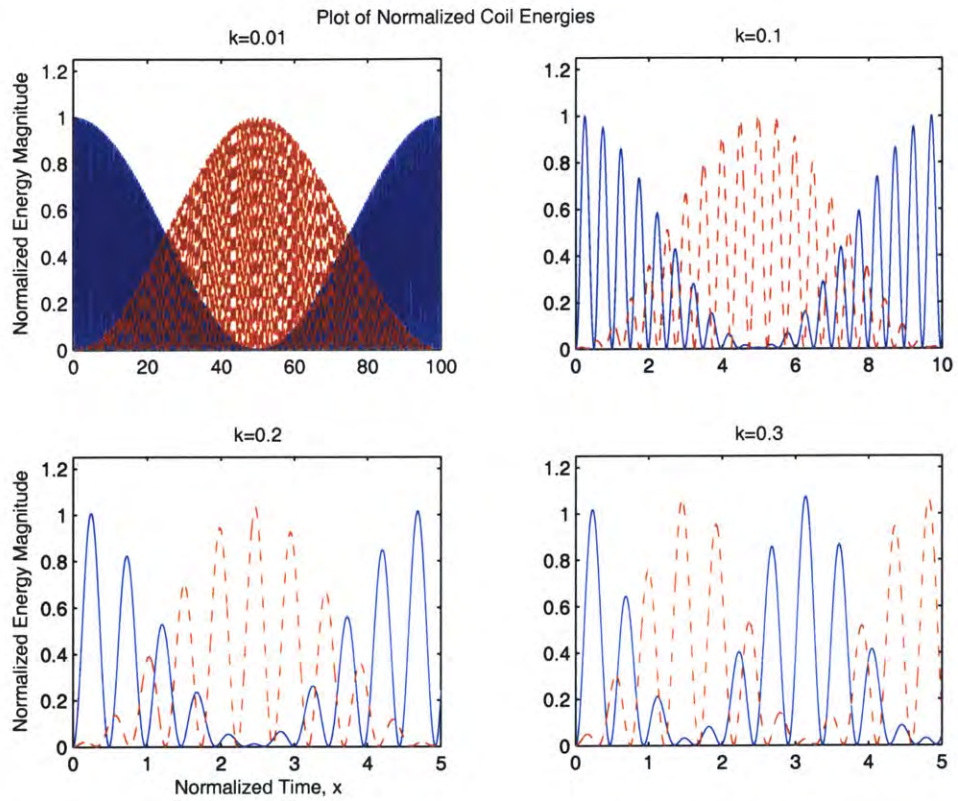 Plot of Normalized Coil Energies
k=0.01
Normalized Energy Magnitude
1.2
1
0.8
0.6
0.4
0.2
0
0 20 40 60 80 100
k=0.1
1.2
1
0.8
0.6
0.4
0.2
0
0 2 4 6 8 10
k=0.2
Normalized Energy Magnitude
1.2
1
0.8
0.6
0.4
0.2
0
0 1 2 3 4 5
Normalized Time, x
k=0.3
1.2
1
0.8
0.6
0.4
0.2
0
0 1 2 3 4 5